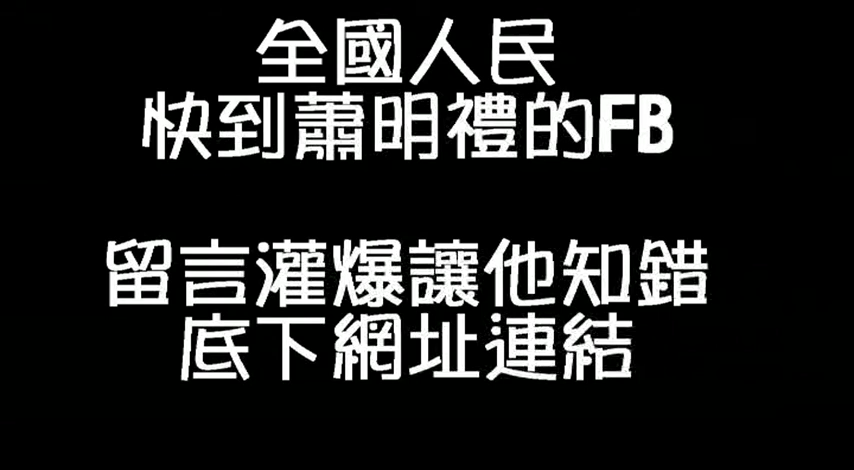 全國人民
快到蕭明禮的FB
留言灌爆讓他知錯
底下網址連結